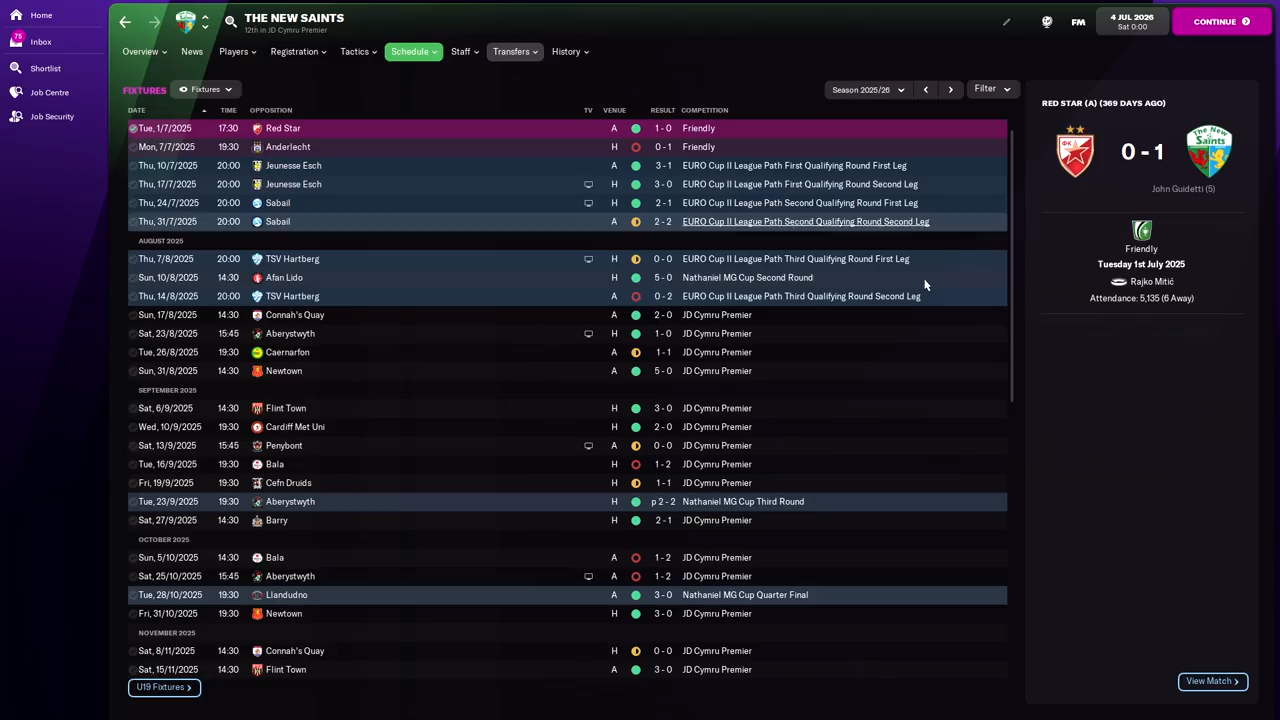 Home
75
Inbox
Shortlist
Job Centre
Job Security
THE NEW SAINTS
12th in JD Cymru Premier
FM
4 JUL 2026
Sat 0:00
CONTINUE
Overview
News
Players
Registration
Tactics
Schedule
Staff
Transfers
History
FIXTURES
Fixtures
Season 2025/26
Filter
DATE TIME OPPOSITION TV VENUE RESULT COMPETITION
Tue, 1/7/2025 17:30 Red Star A 1 - 0 Friendly
Mon, 7/7/2025 19:30 Anderlecht H 0 - 1 Friendly
Thu, 10/7/2025 20:00 Jeunesse Esch A 3 - 1 EURO Cup II League Path First Qualifying Round First Leg
Thu, 17/7/2025 20:00 Jeunesse Esch H 3 - 0 EURO Cup II League Path First Qualifying Round Second Leg
Thu, 24/7/2025 20:00 Sabail H 2 - 1 EURO Cup II League Path Second Qualifying Round First Leg
Thu, 31/7/2025 20:00 Sabail A 2 - 2 EURO Cup II League Path Second Qualifying Round Second Leg
AUGUST 2025
Thu, 7/8/2025 20:00 TSV Hartberg H 0 - 0 EURO Cup II League Path Third Qualifying Round First Leg
Sun, 10/8/2025 14:30 Afan Lido H 5 - 0 Nathaniel MG Cup Second Round
Thu, 14/8/2025 20:00 TSV Hartberg A 0 - 2 EURO Cup II League Path Third Qualifying Round Second Leg
Sun, 17/8/2025 14:30 Connah's Quay A 2 - 0 JD Cymru Premier
Sat, 23/8/2025 15:45 Aberystwyth H 1 - 0 JD Cymru Premier
Tue, 26/8/2025 19:30 Caernarfon A 1 - 1 JD Cymru Premier
Sun, 31/8/2025 14:30 Newtown A 5 - 0 JD Cymru Premier
SEPTEMBER 2025
Sat, 6/9/2025 14:30 Flint Town H 3 - 0 JD Cymru Premier
Wed, 10/9/2025 19:30 Cardiff Met Uni H 2 - 0 JD Cymru Premier
Sat, 13/9/2025 15:45 Penybont A 0 - 0 JD Cymru Premier
Tue, 16/9/2025 19:30 Bala H 1 - 2 JD Cymru Premier
Fri, 19/9/2025 19:30 Cefn Druids H 1 - 1 JD Cymru Premier
Tue, 23/9/2025 19:30 Aberystwyth H p 2 - 2 Nathaniel MG Cup Third Round
Sat, 27/9/2025 14:30 Barry H 2 - 1 JD Cymru Premier
OCTOBER 2025
Sun, 5/10/2025 14:30 Bala A 1 - 2 JD Cymru Premier
Sat, 25/10/2025 15:45 Aberystwyth A 1 - 2 JD Cymru Premier
Tue, 28/10/2025 19:30 Llandudno A 3 - 0 Nathaniel MG Cup Quarter Final
Fri, 31/10/2025 19:30 Newtown H 3 - 0 JD Cymru Premier
NOVEMBER 2025
Sat, 8/11/2025 14:30 Connah's Quay H 0 - 0 JD Cymru Premier
Sat, 15/11/2025 14:30 Flint Town A 3 - 0 JD Cymru Premier
U19 Fixtures
RED STAR (A) (369 DAYS AGO)
0 - 1
John Guidetti (5)
Friendly
Tuesday 1st July 2025
Rajko Mitić
Attendance: 5,135 (6 Away)
View Match